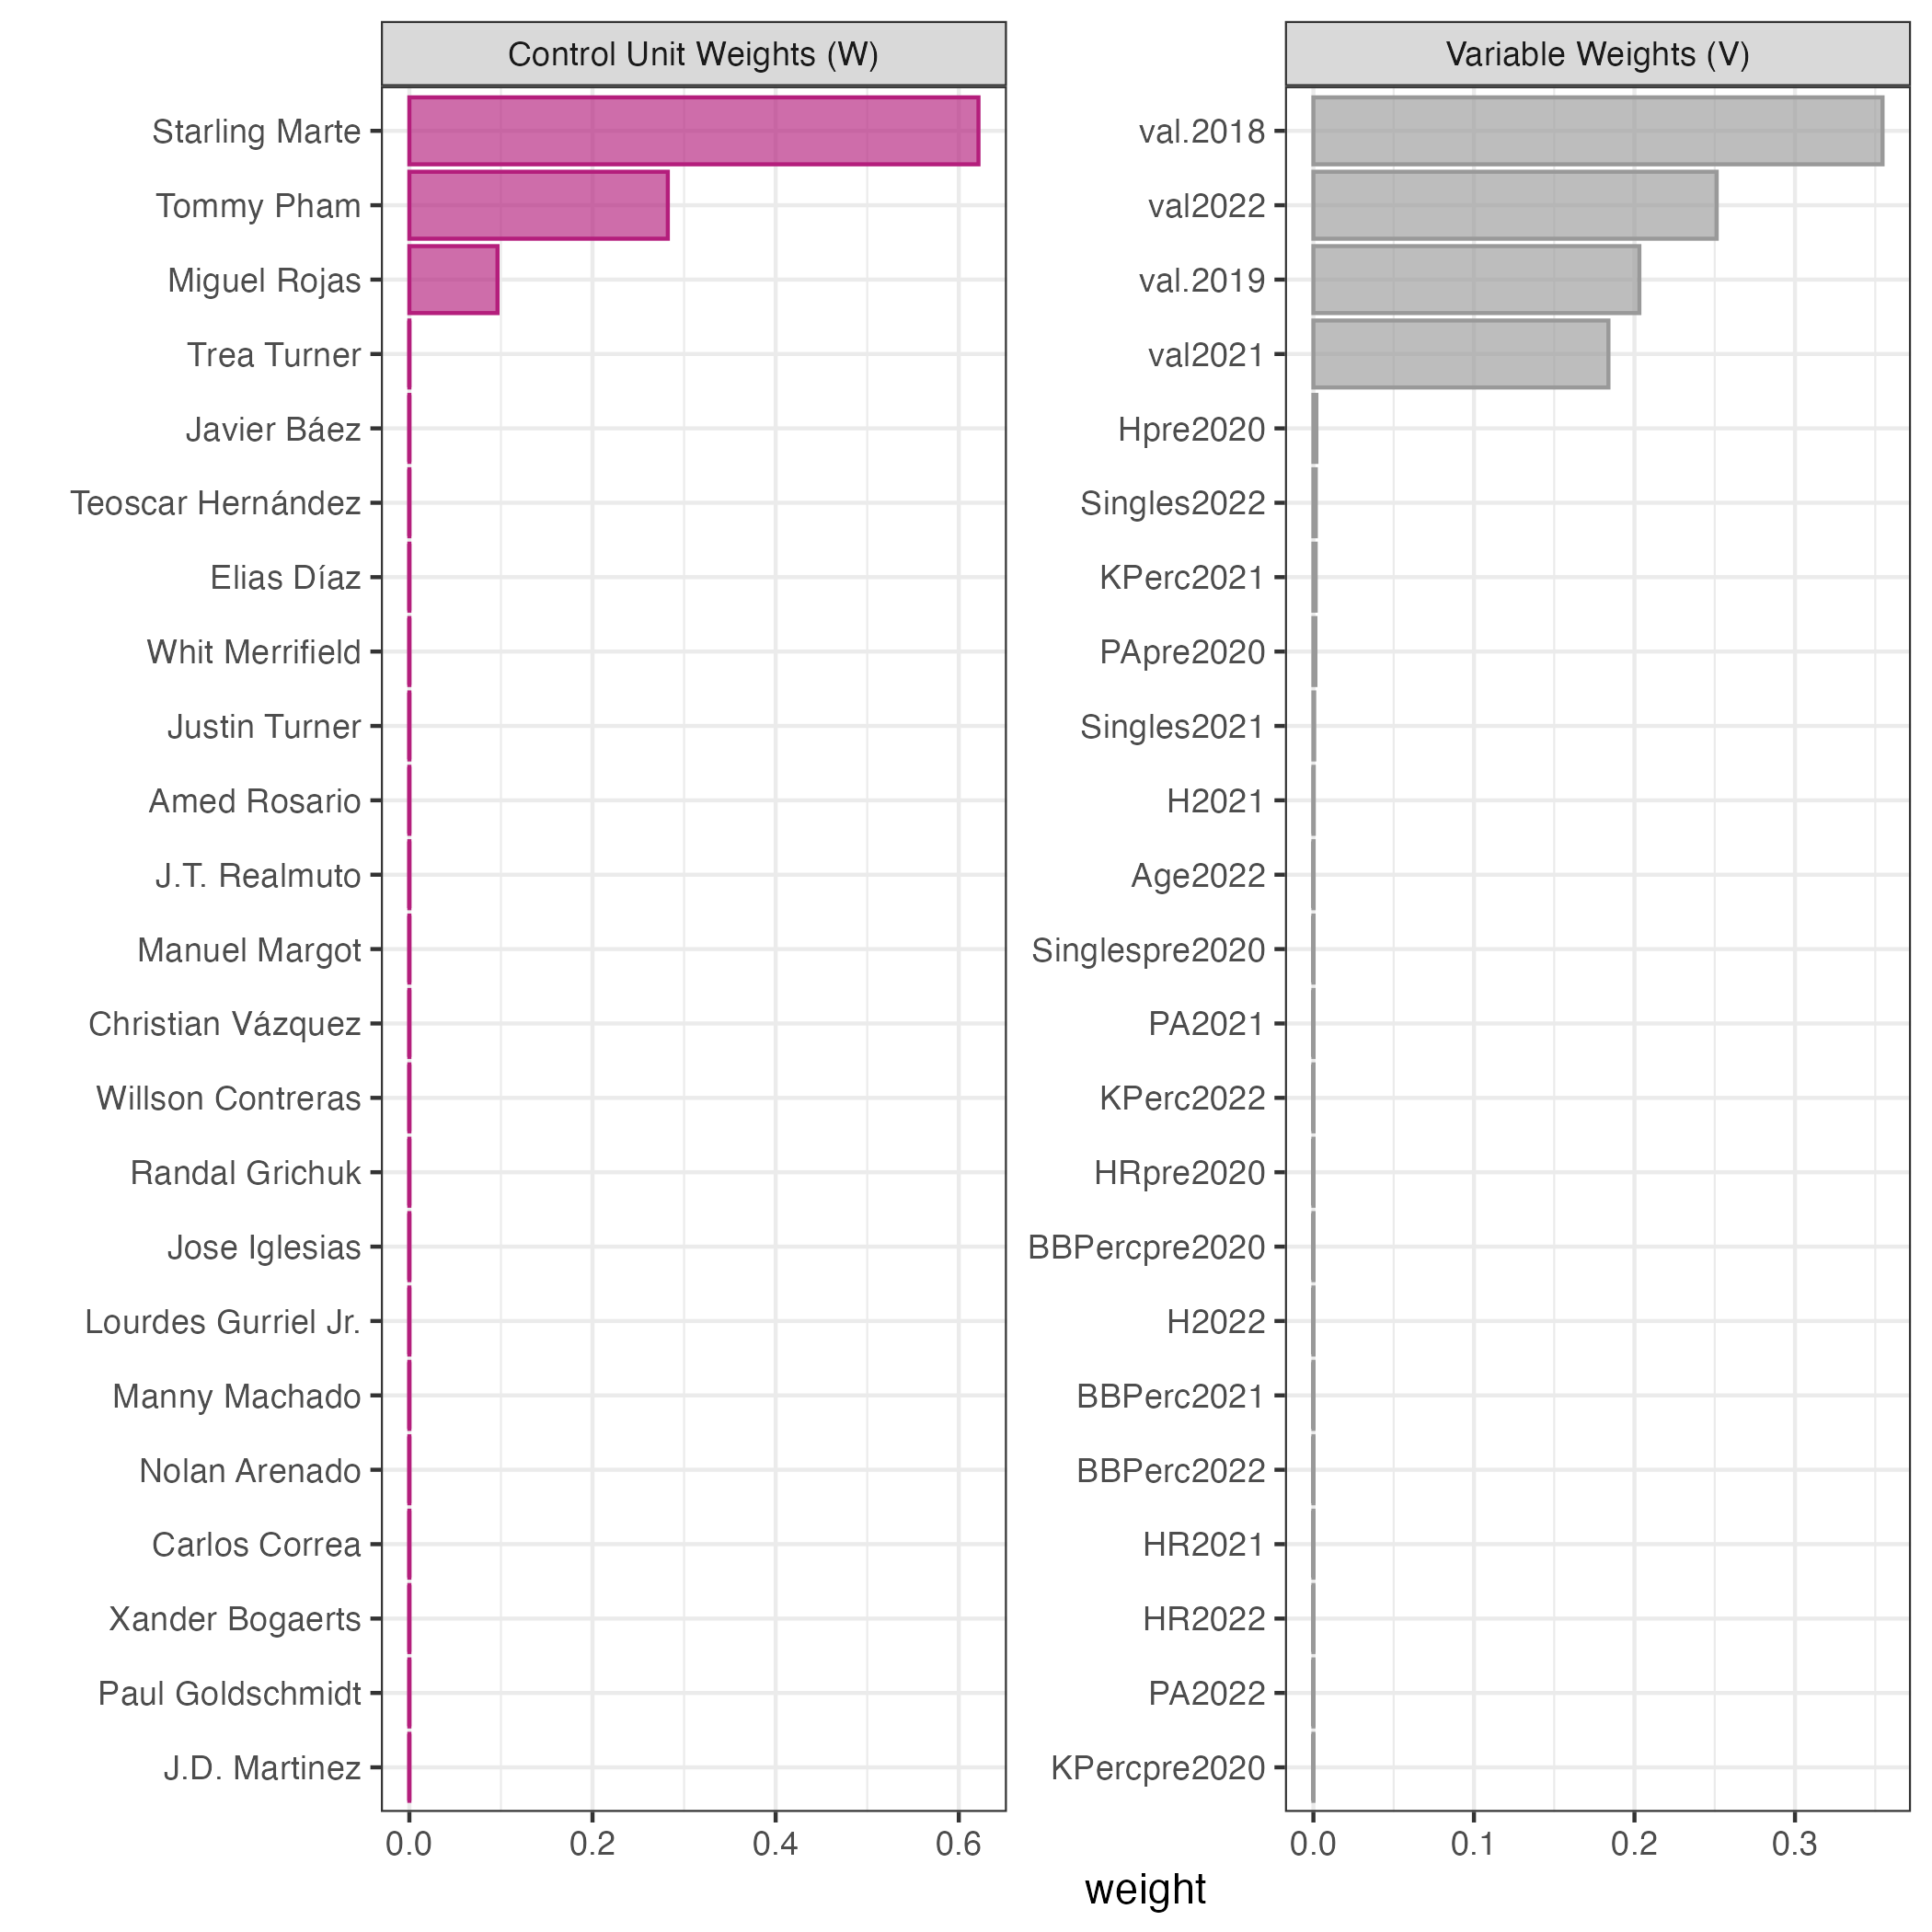 Control Unit Weights (W)
Starling Marte
Tommy Pham
Miguel Rojas
Trea Turner
Javier Báez
Teoscar Hernández
Elias Díaz
Whit Merrifield
Justin Turner
Amed Rosario
J.T. Realmuto
Manuel Margot
Christian Vázquez
Willson Contreras
Randal Grichuk
Jose Iglesias
Lourdes Gurriel Jr.
Manny Machado
Nolan Arenado
Carlos Correa
Xander Bogaerts
Paul Goldschmidt
J.D. Martinez
0.0 0.2 0.4 0.6
Variable Weights (V)
val.2018
val2022
val.2019
val2021
Hpre2020
Singles2022
KPerc2021
PApre2020
Singles2021
H2021
Age2022
Singlespre2020
PA2021
KPerc2022
HRpre2020
BBPercpre2020
H2022
BBPerc2021
BBPerc2022
HR2021
HR2022
PA2022
KPercpre2020
0.0 0.1 0.2 0.3
weight